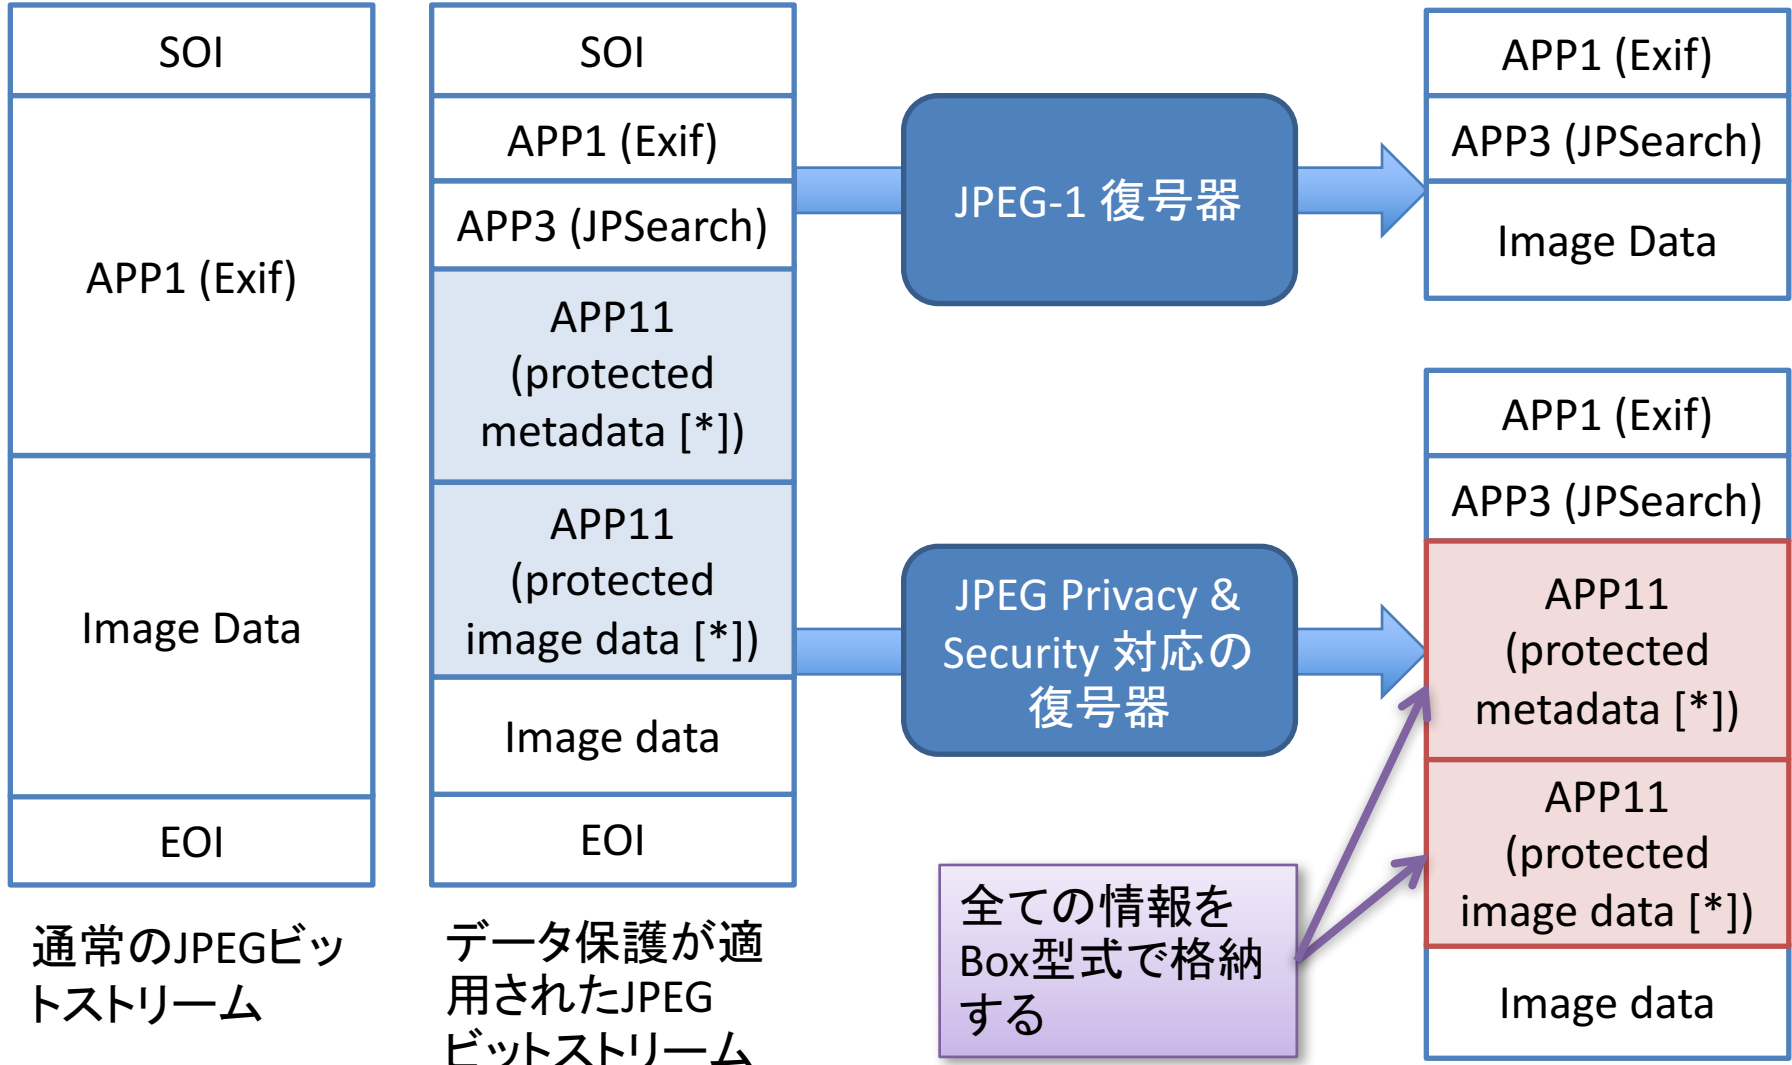 SOI
APP1 (Exif)
Image Data
EOI
通常のJPEGビッ
トストリーム
SOI
APP1 (Exif)
APP3 (JPSearch)
APP11
(protected
metadata [*])
APP11
(protected
image data [*])
Image data
EOI
データ保護が適
用されたJPEG
ビットストリーム
JPEG-1 復号器
JPEG Privacy &
Security 対応の
復号器
全ての情報を
Box型式で格納
する
APP1 (Exif)
APP3 (JPSearch)
Image Data
APP1 (Exif)
APP3 (JPSearch)
APP11
(protected
metadata [*])
APP11
(protected
image data [*])
Image data